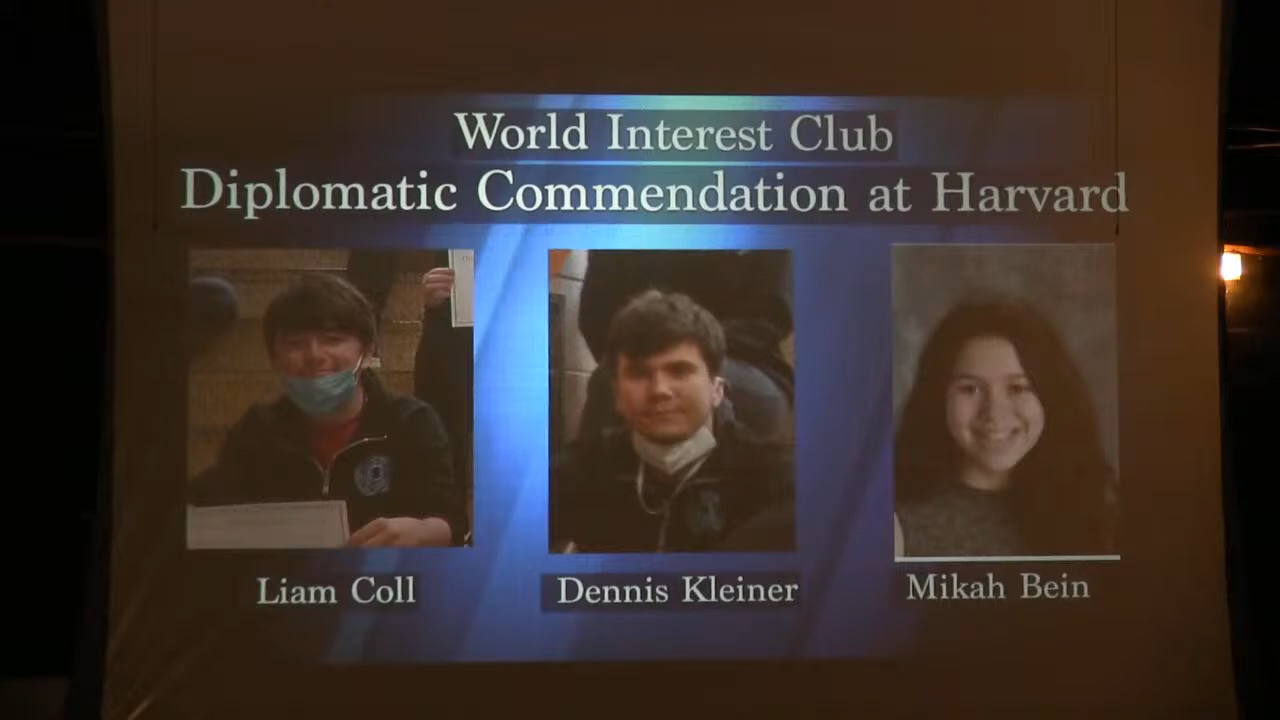 World Interest Club
Diplomatic Commendation at Harvard
Liam Coll
Dennis Kleiner
Mikah Bein